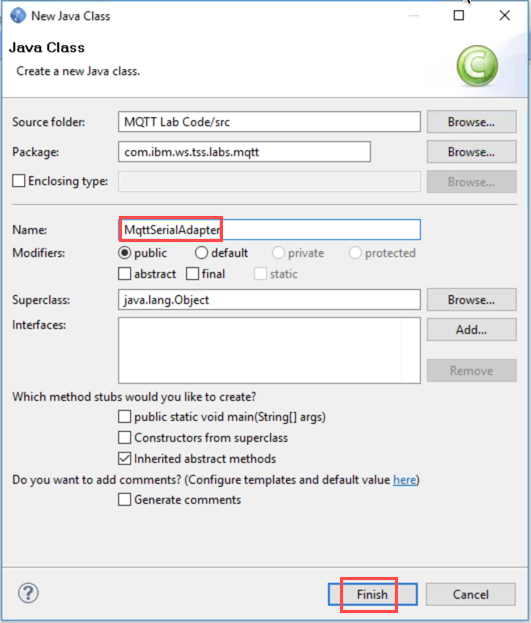 New Java Class
Java Class
Create a new Java class.
C
Source folder: MQTT Lab Code/src Browse...
Package: com.ibm.ws.tss.labs.mqtt Browse...
Enclosing type: Browse...
Name: MqttSerialAdapter
Modifiers: public default private protected
abstract final static
Superclass: java.lang.Object Browse...
Interfaces: Add...
Remove
Which method stubs would you like to create?
public static void main(String[] args)
Constructors from superclass
Inherited abstract methods
Do you want to add comments? (Configure templates and default value here)
Generate comments
? Finish Cancel